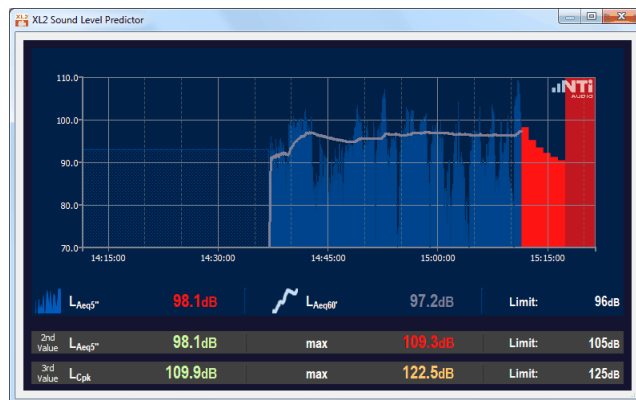 XL2 Sound Level Predictor
110.0
NTi
AUDIO
100.0
90.0
80.0
70.0
14:15:00 14:30:00 14:45:00 15:00:00 15:15:00
LAeq5" 98.1dB LAeq60' 97.2dB Limit: 96dB
2nd Value LAeq5" 98.1dB max 109.3dB Limit: 105dB
3rd Value LCpk 109.9dB max 122.5dB Limit: 125dB